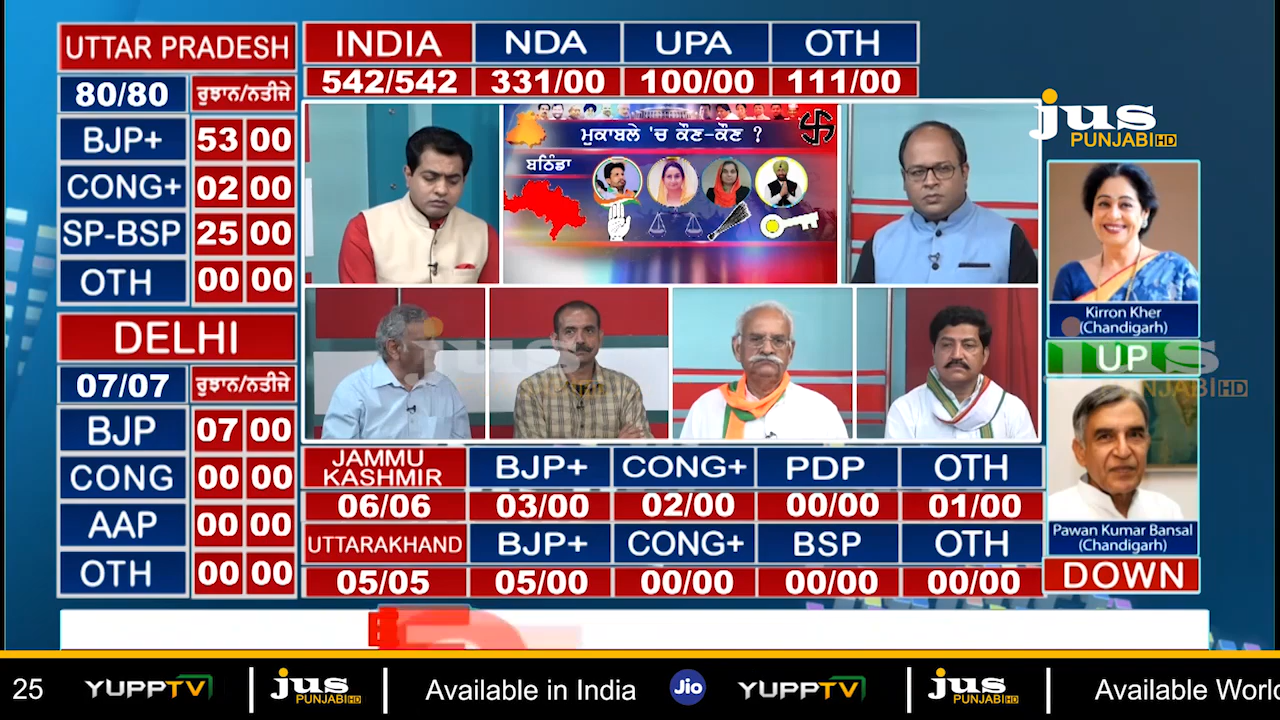 UTTAR PRADESH
80/80 ਰੁਝਾਨ/ਨਤੀਜੇ
BJP+ 53 00
CONG+ 02 00
SP-BSP 25 00
OTH 00 00
DELHI
07/07 ਰੁਝਾਨ/ਨਤੀਜੇ
BJP 07 00
CONG 00 00
AAP 00 00
OTH 00 00
INDIA NDA UPA OTH
542/542 331/00 100/00 111/00
ਮੁਕਾਬਲੇ 'ਚ ਕੌਣ-ਕੌਣ ?
ਬਠਿੰਡਾ
jus
PUNJABI HD
Kirron Kher
(Chandigarh)
UP
jus
jus
PUNJABI HD
Pawan Kumar Bansal
(Chandigarh)
DOWN
JAMMU
KASHMIR
BJP+ CONG+ PDP OTH
06/06 03/00 02/00 00/00 01/00
UTTARAKHAND BJP+ CONG+ BSP OTH
05/05 05/00 00/00 00/00 00/00
25 YUPPTV jus PUNJABI HD Available in India Jio YUPPTV jus PUNJABI HD Available Worl